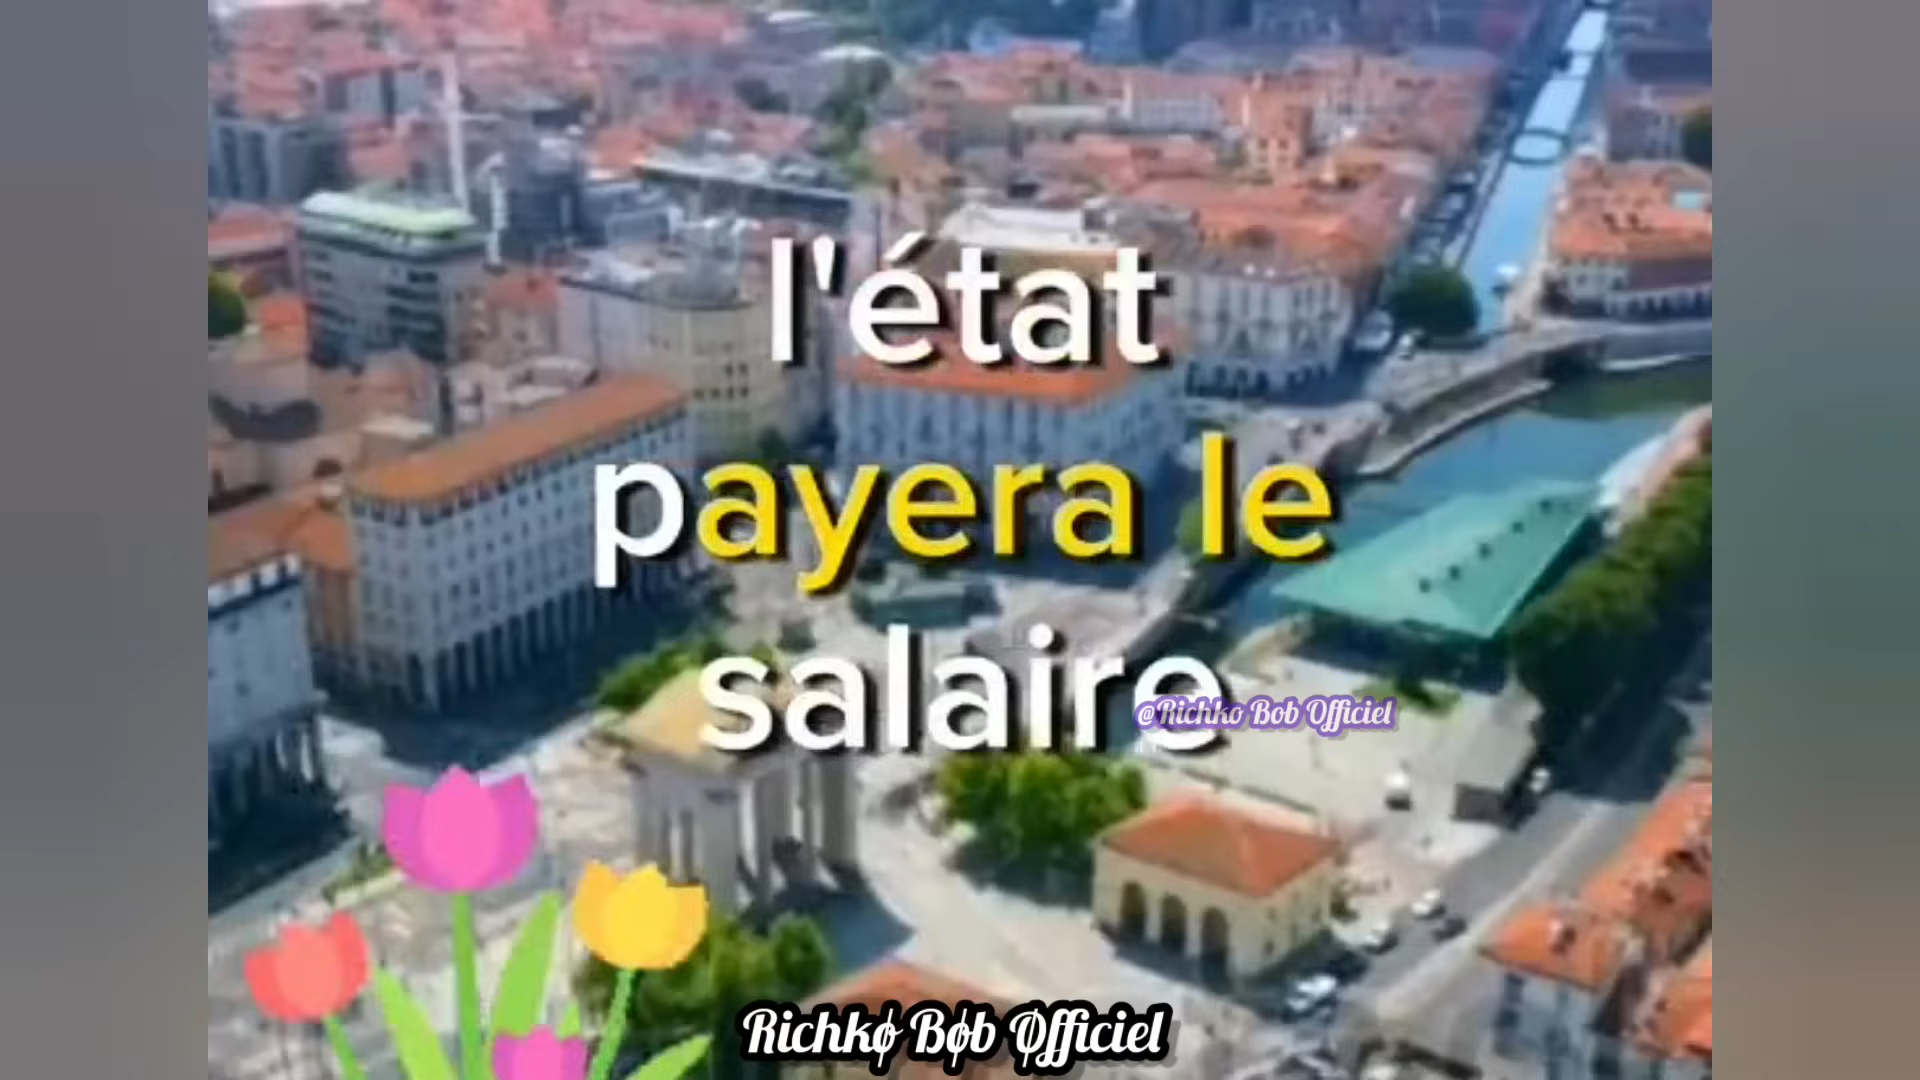 l'état
payera le
salaire
@Richko Bob Officiel
Richkø Bøb Øfficiel